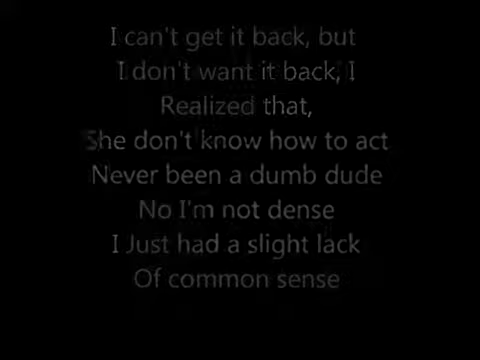 I can't get it back, but
I don't want it back, I
Realized that,
She don't know how to act
Never been a dumb dude
No I'm not dense
I Just had a slight lack
Of common sense